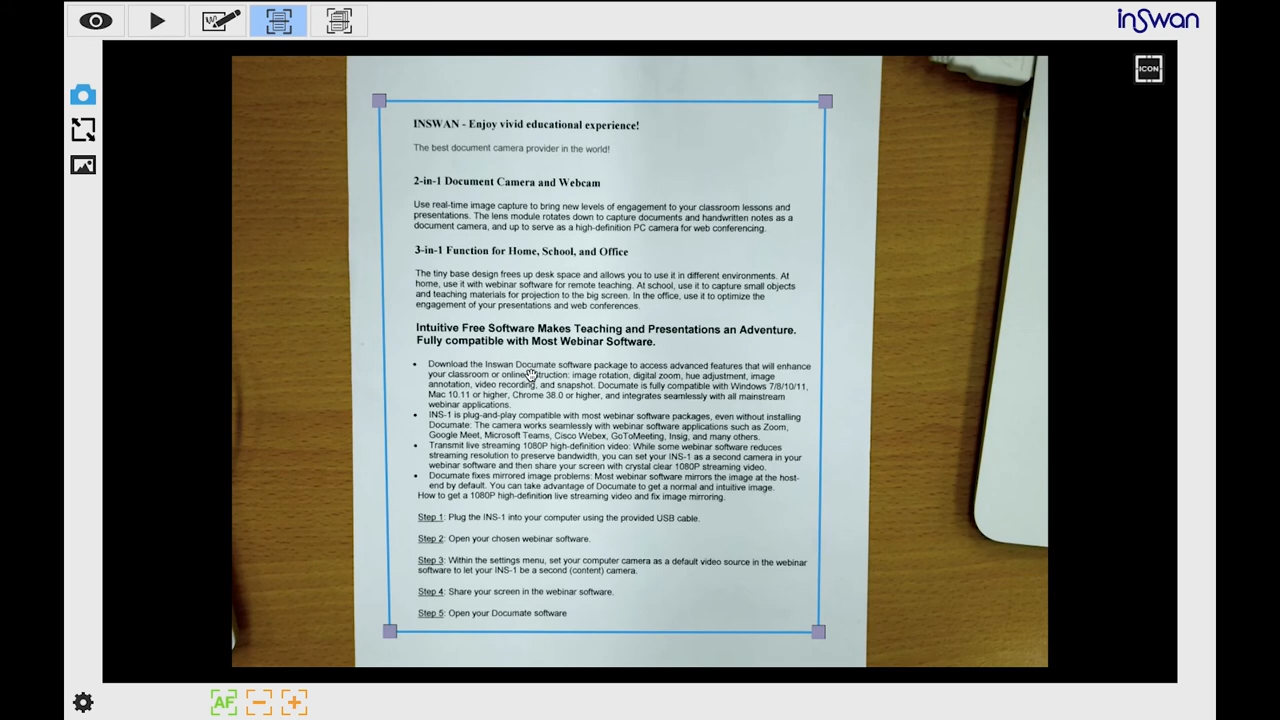 inSwan
ICON
INSWAN - Enjoy vivid educational experience!
The best document camera provider in the world!
2-in-1 Document Camera and Webcam
Use real-time image capture to bring new levels of engagement to your classroom lessons and
presentations. The lens module rotates down to capture documents and handwritten notes as a
document camera, and up to serve as a high-definition PC camera for web conferencing.
3-in-1 Function for Home, School, and Office
The tiny base design frees up desk space and allows you to use it in different environments. At
home, use it with webinar software for remote teaching. At school, use it to capture small objects
and teaching materials for projection to the big screen. In the office, use it to optimize the
engagement of your presentations and web conferences.
Intuitive Free Software Makes Teaching and Presentations an Adventure.
Fully compatible with Most Webinar Software.
• Download the Inswan Documate software package to access advanced features that will enhance
your classroom or online instruction: image rotation, digital zoom, hue adjustment, image
annotation, video recording, and snapshot. Documate is fully compatible with Windows 7/8/10/11,
Mac 10.11 or higher, Chrome 38.0 or higher, and integrates seamlessly with all mainstream
webinar applications.
• INS-1 is plug-and-play compatible with most webinar software packages, even without installing
Documate: The camera works seamlessly with webinar software applications such as Zoom,
Google Meet, Microsoft Teams, Cisco Webex, GoToMeeting, Insig, and many others.
• Transmit live streaming 1080P high-definition video: While some webinar software reduces
streaming resolution to preserve bandwidth, you can set your INS-1 as a second camera in your
webinar software and then share your screen with crystal clear 1080P streaming video.
• Documate fixes mirrored image problems: Most webinar software mirrors the image at the host-
end by default. You can take advantage of Documate to get a normal and intuitive image.
How to get a 1080P high-definition live streaming video and fix image mirroring.
Step 1: Plug the INS-1 into your computer using the provided USB cable.
Step 2: Open your chosen webinar software.
Step 3: Within the settings menu, set your computer camera as a default video source in the webinar
software to let your INS-1 be a second (content) camera.
Step 4: Share your screen in the webinar software.
Step 5: Open your Documate software
AF